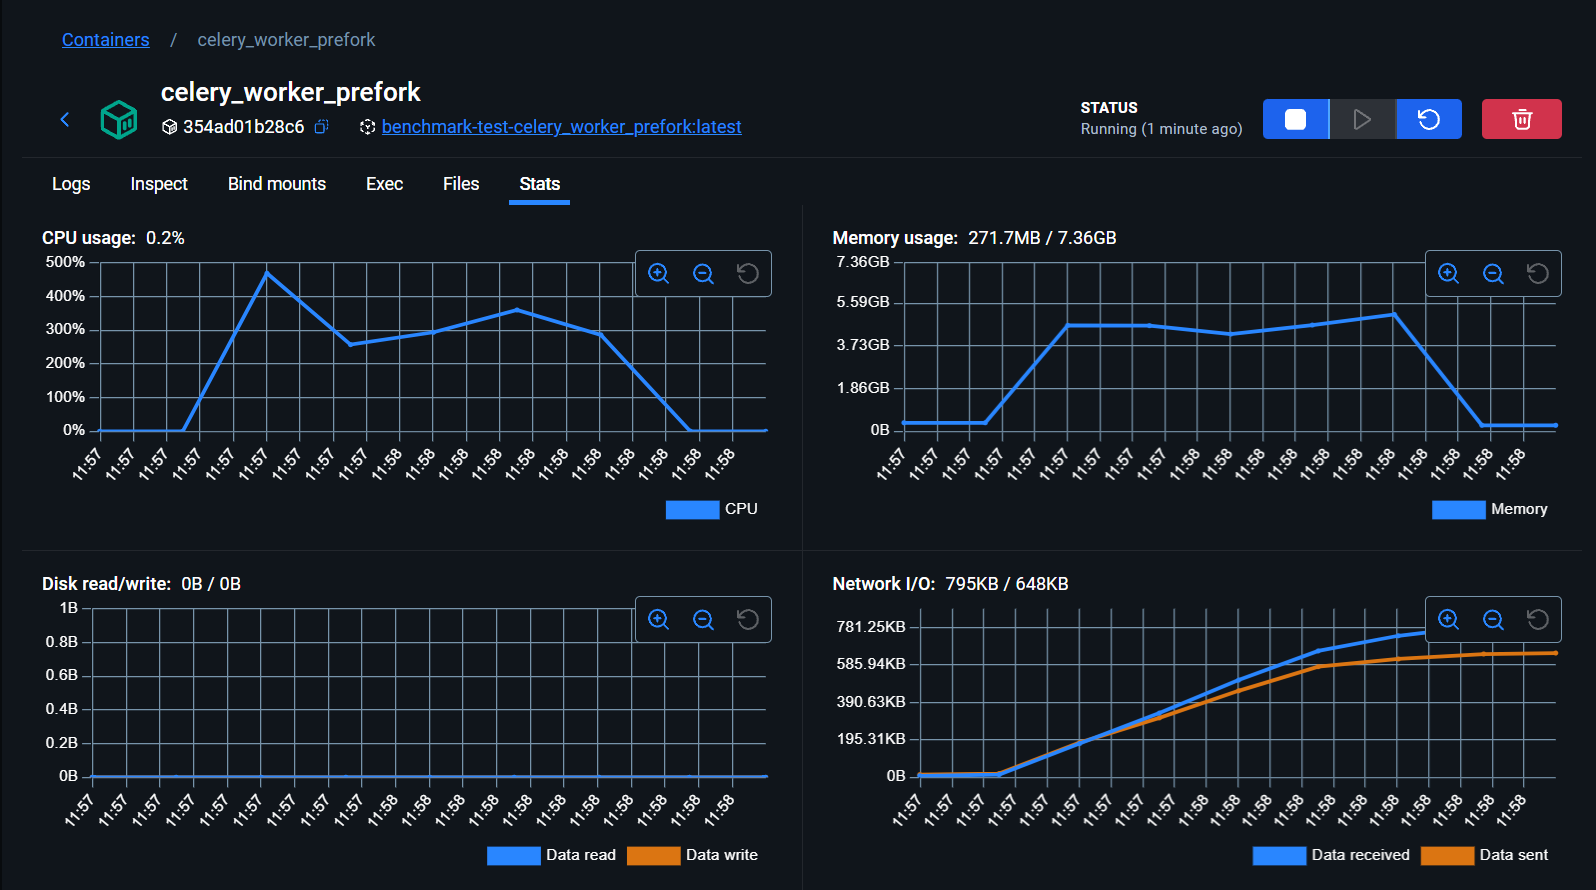 Containers / celery_worker_prefork
celery_worker_prefork
354ad01b28c6 benchmark-test-celery_worker_prefork:latest
STATUS
Running (1 minute ago)
Logs Inspect Bind mounts Exec Files Stats
CPU usage: 0.2%
500%
400%
300%
200%
100%
0%
11:57 11:57 11:57 11:57 11:57 11:57 11:57 11:57 11:57 11:58 11:58 11:58 11:58 11:58 11:58 11:58 11:58 11:58 11:58 11:58
CPU
Memory usage: 271.7MB / 7.36GB
7.36GB
5.59GB
3.73GB
1.86GB
0B
11:57 11:57 11:57 11:57 11:57 11:57 11:57 11:57 11:57 11:58 11:58 11:58 11:58 11:58 11:58 11:58 11:58 11:58 11:58 11:58
Memory
Disk read/write: 0B / 0B
1B
0.8B
0.6B
0.4B
0.2B
0B
11:57 11:57 11:57 11:57 11:57 11:57 11:57 11:57 11:57 11:58 11:58 11:58 11:58 11:58 11:58 11:58 11:58 11:58 11:58 11:58
Data read Data write
Network I/O: 795KB / 648KB
781.25KB
585.94KB
390.63KB
195.31KB
0B
11:57 11:57 11:57 11:57 11:57 11:57 11:57 11:57 11:57 11:58 11:58 11:58 11:58 11:58 11:58 11:58 11:58 11:58 11:58 11:58
Data received Data sent